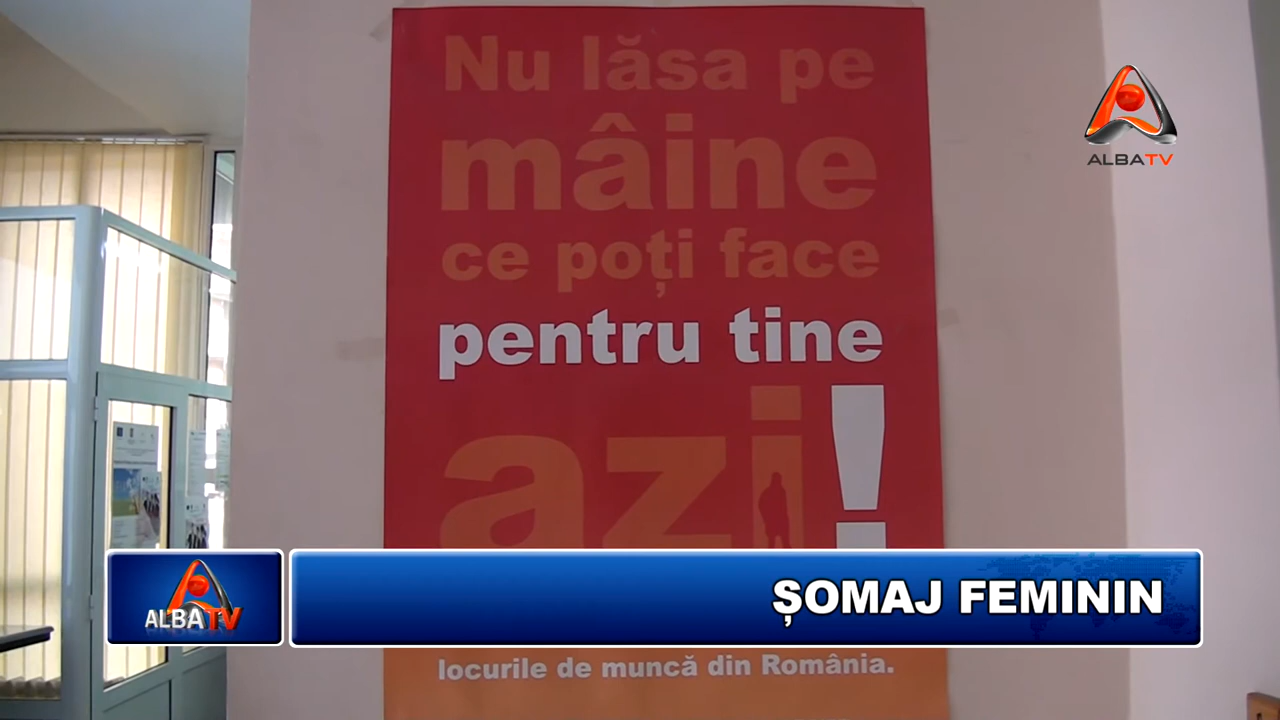 Nu lăsa pe
mâine
ce poți face
pentru tine
azi!
ALBATV
ALBATV
ȘOMAJ FEMININ
locurile de muncă din România.